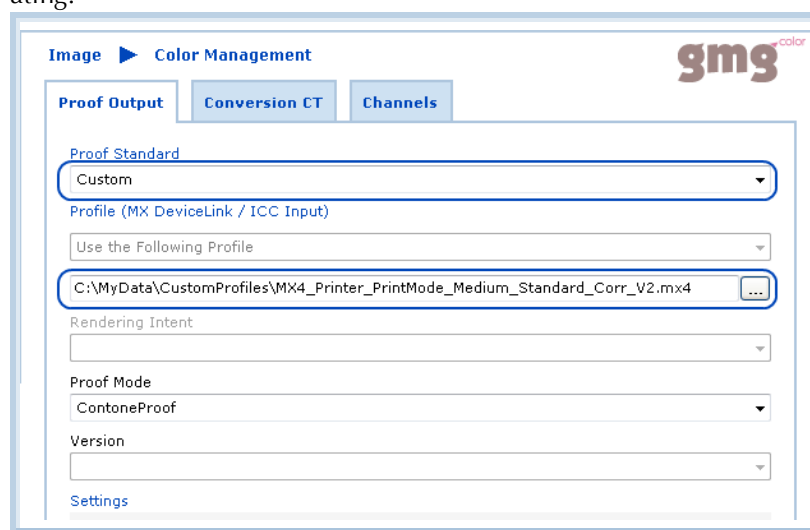 ating.
Image ▶ Color Management
gmg color
Proof Output Conversion CT Channels
Proof Standard
Custom
Profile (MX DeviceLink / ICC Input)
Use the Following Profile
C:\MyData\CustomProfiles\MX4_Printer_PrintMode_Medium_Standard_Corr_V2.mx4 ...
Rendering Intent
Proof Mode
ContoneProof
Version
Settings